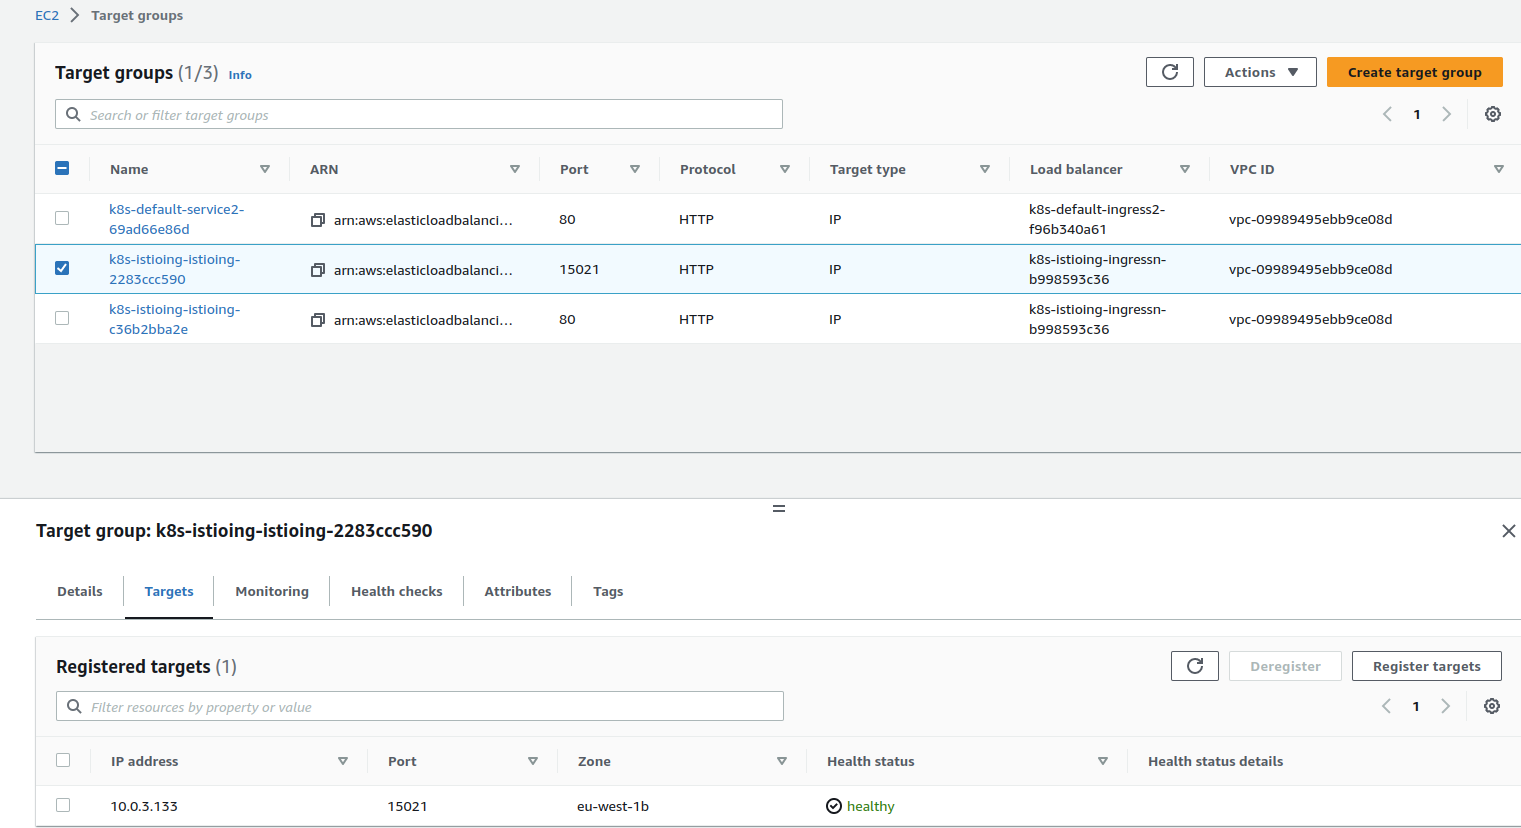 EC2 Target groups
Target groups (1/3) Info
Actions
Create target group
Search or filter target groups
1
Name ARN Port Protocol Target type Load balancer VPC ID
k8s-default-service2-69ad66e86d arn:aws:elasticloadbalanci... 80 HTTP IP k8s-default-ingress2-f96b340a61 vpc-09989495ebb9ce08d
k8s-istioing-istioing-2283ccc590 arn:aws:elasticloadbalanci... 15021 HTTP IP k8s-istioing-ingressn-b998593c36 vpc-09989495ebb9ce08d
k8s-istioing-istioing-c36b2bba2e arn:aws:elasticloadbalanci... 80 HTTP IP k8s-istioing-ingressn-b998593c36 vpc-09989495ebb9ce08d
Target group: k8s-istioing-istioing-2283ccc590
Details Targets Monitoring Health checks Attributes Tags
Registered targets (1)
Deregister
Register targets
Filter resources by property or value
1
IP address Port Zone Health status Health status details
10.0.3.133 15021 eu-west-1b healthy